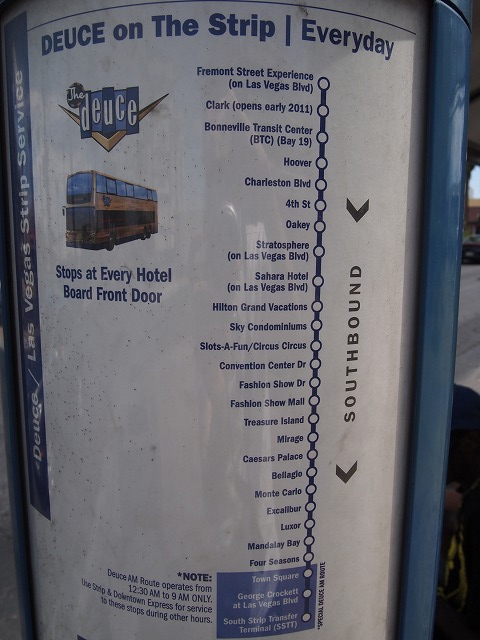 DEUCE on The Strip | Everyday
The
deuce
Deuce / Las Vegas Strip Service
Stops at Every Hotel
Board Front Door
Fremont Street Experience
(on Las Vegas Blvd)
Clark (opens early 2011)
Bonneville Transit Center
(BTC) (Bay 19)
Hoover
Charleston Blvd
4th St
Oakey
Stratosphere
(on Las Vegas Blvd)
Sahara Hotel
(on Las Vegas Blvd)
Hilton Grand Vacations
Sky Condominiums
Slots-A-Fun/Circus Circus
Convention Center Dr
Fashion Show Dr
Fashion Show Mall
Treasure Island
Mirage
Caesars Palace
Bellagio
Monte Carlo
Excalibur
Luxor
Mandalay Bay
Four Seasons
Town Square
George Crockett
at Las Vegas Blvd
South Strip Transfer
Terminal (SSTT)
SOUTHBOUND
*SPECIAL DEUCE AM ROUTE
*NOTE:
Deuce AM Route operates from
12:30 AM to 9 AM ONLY.
Use Strip & Downtown Express for service
to these stops during other hours.